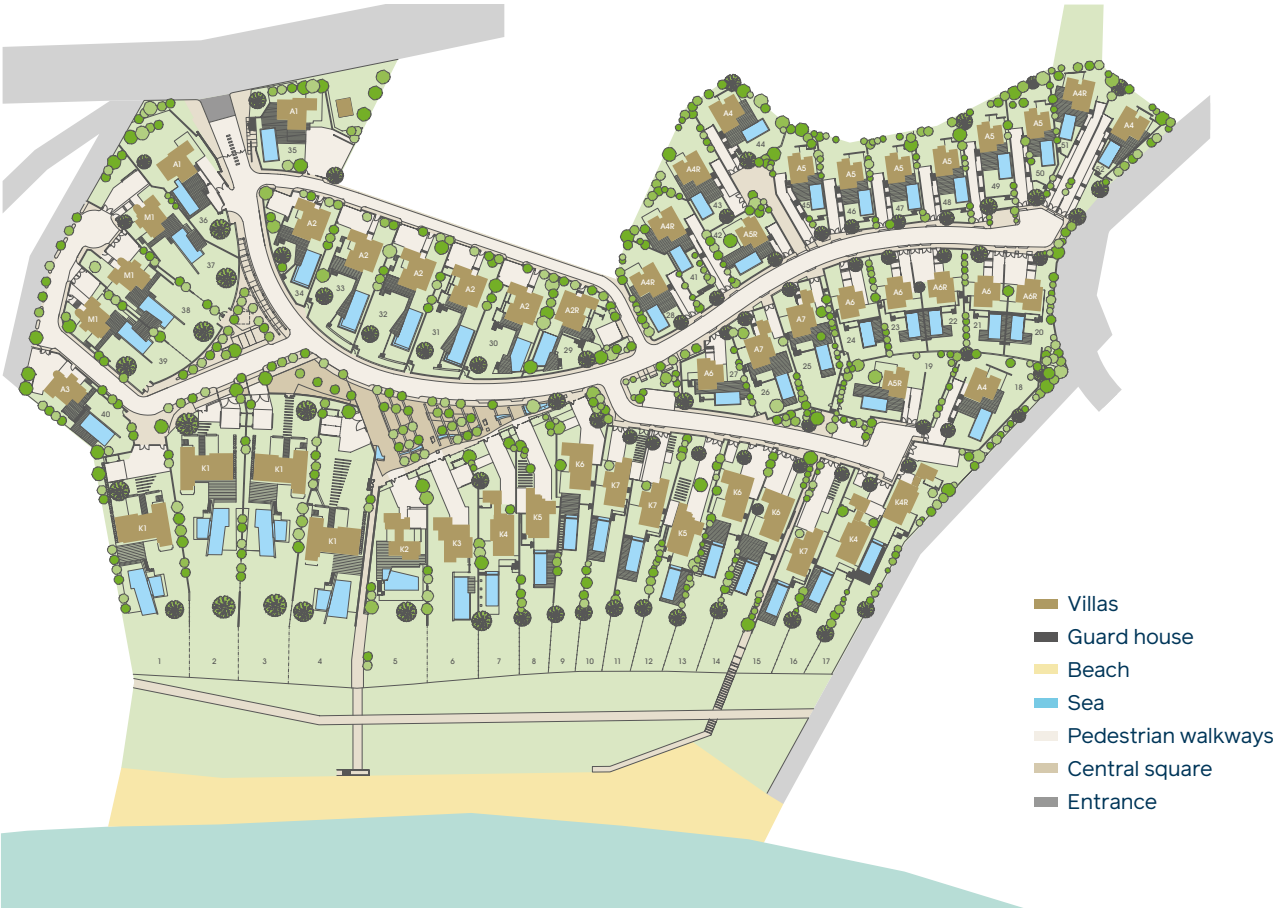 A1
35
A1
36
M1
37
M1
38
M1
39
A3
40
A2
34
A2
33
A2
32
A2
31
A2
30
A2R
29
A4
44
A4R
43
A4R
42
A5R
41
A4R
28
A5
45
A5
46
A5
47
A5
48
A5
49
A5
50
A4R
51
A4
52
A6
27
A7
26
A7
25
A6
24
A6
23
A6R
22
A6
21
A6R
20
A5R
19
A4
18
K1
K1
K1
K1
K2
K3
K4
K5
K6
K7
K7
K5
K6
K6
K7
K4
K4R
1 2 3 4 5 6 7 8 9 10 11 12 13 14 15 16 17
Villas
Guard house
Beach
Sea
Pedestrian walkways
Central square
Entrance